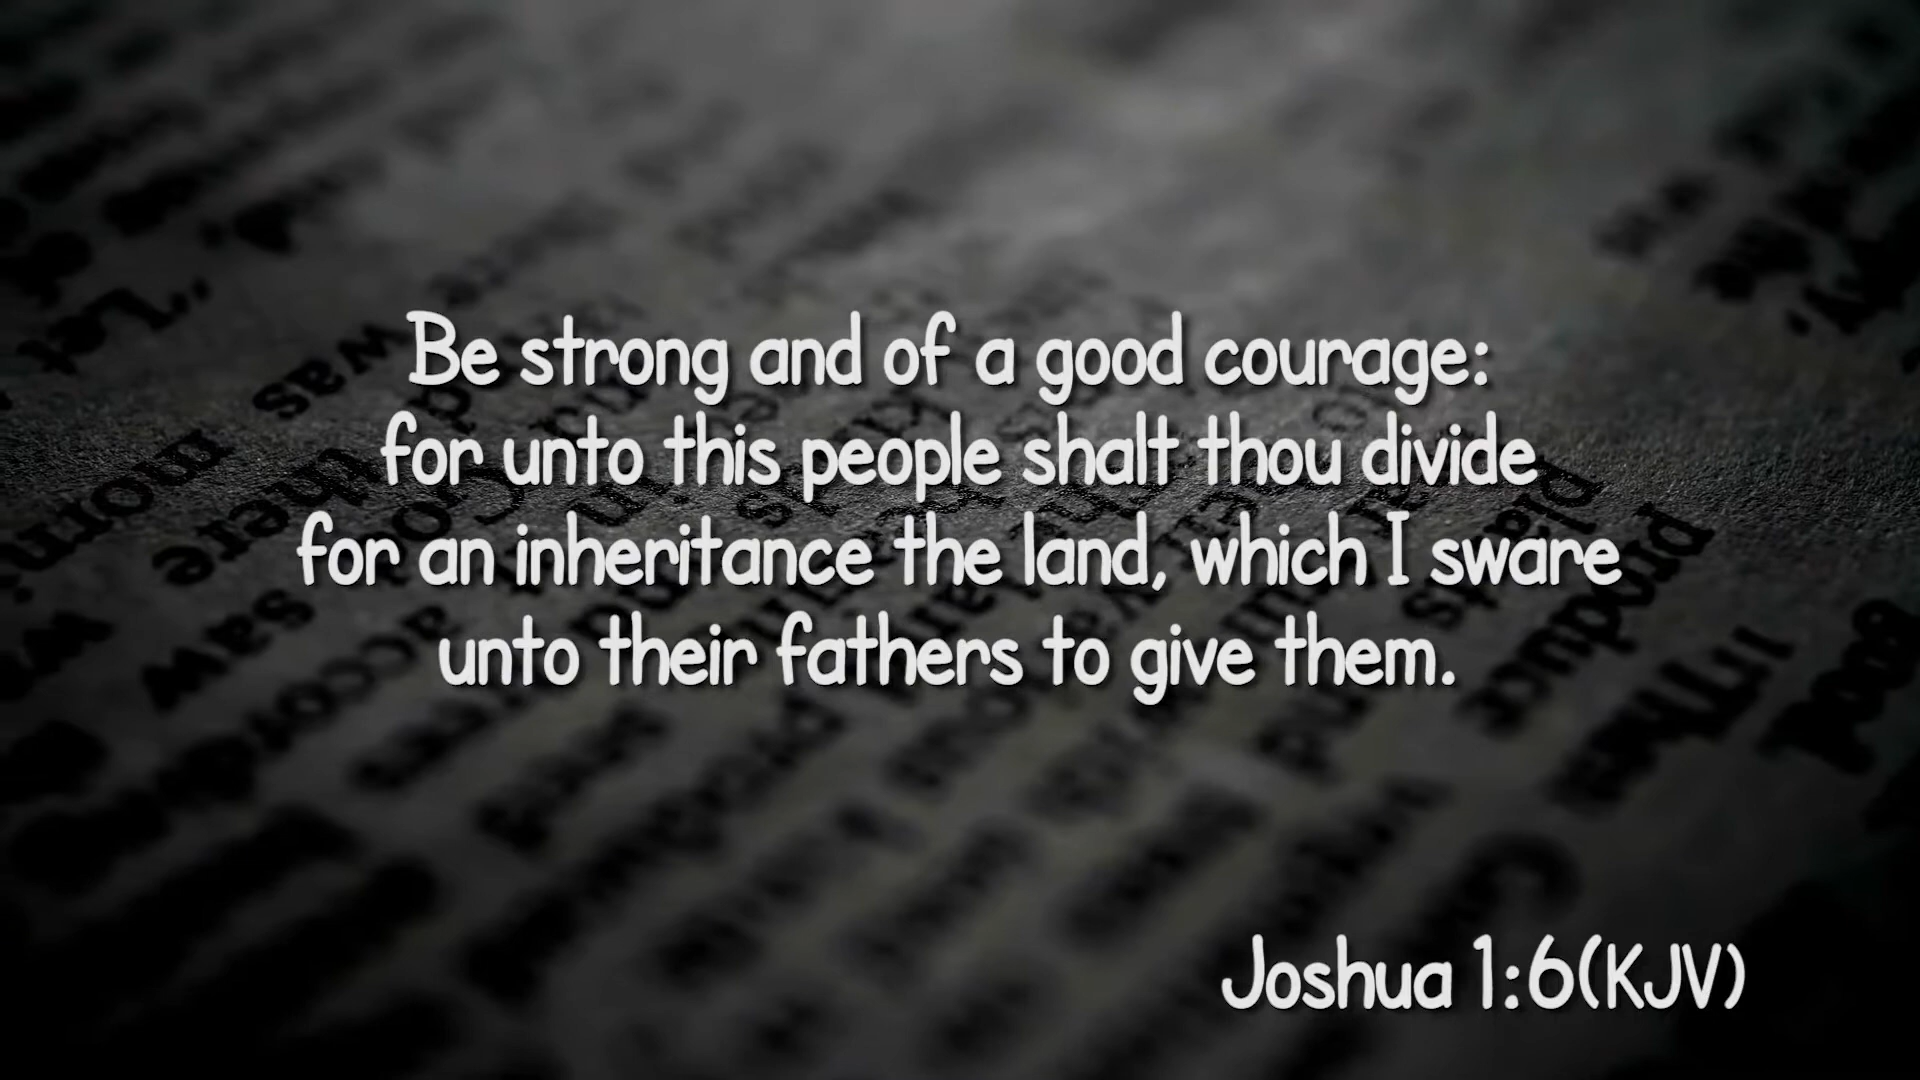 Be strong and of a good courage:
for unto this people shalt thou divide
for an inheritance the land, which I sware
unto their fathers to give them.
Joshua 1:6(KJV)